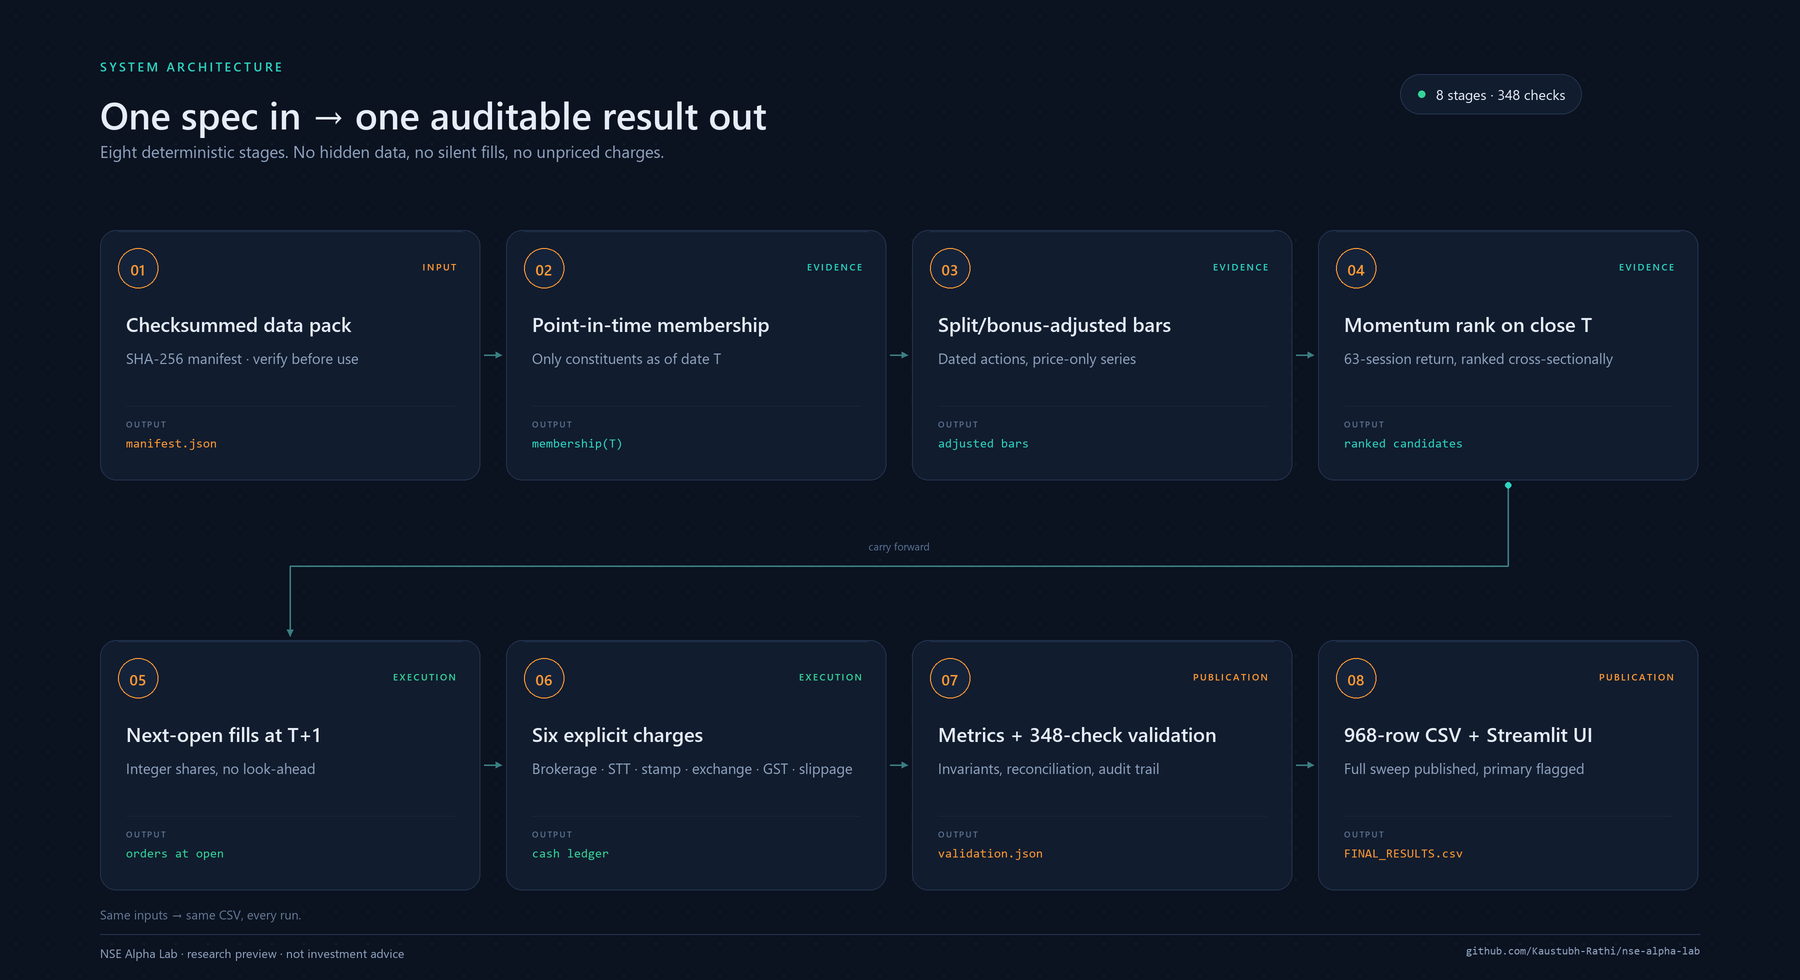 SYSTEM ARCHITECTURE
One spec in → one auditable result out
Eight deterministic stages. No hidden data, no silent fills, no unpriced charges.
8 stages · 348 checks
01
INPUT
Checksummed data pack
SHA-256 manifest · verify before use
OUTPUT
manifest.json
02
EVIDENCE
Point-in-time membership
Only constituents as of date T
OUTPUT
membership(T)
03
EVIDENCE
Split/bonus-adjusted bars
Dated actions, price-only series
OUTPUT
adjusted bars
04
EVIDENCE
Momentum rank on close T
63-session return, ranked cross-sectionally
OUTPUT
ranked candidates
carry forward
05
EXECUTION
Next-open fills at T+1
Integer shares, no look-ahead
OUTPUT
orders at open
06
EXECUTION
Six explicit charges
Brokerage · STT · stamp · exchange · GST · slippage
OUTPUT
cash ledger
07
PUBLICATION
Metrics + 348-check validation
Invariants, reconciliation, audit trail
OUTPUT
validation.json
08
PUBLICATION
968-row CSV + Streamlit UI
Full sweep published, primary flagged
OUTPUT
FINAL_RESULTS.csv
Same inputs → same CSV, every run.
NSE Alpha Lab · research preview · not investment advice
github.com/Kaustubh-Rathi/nse-alpha-lab